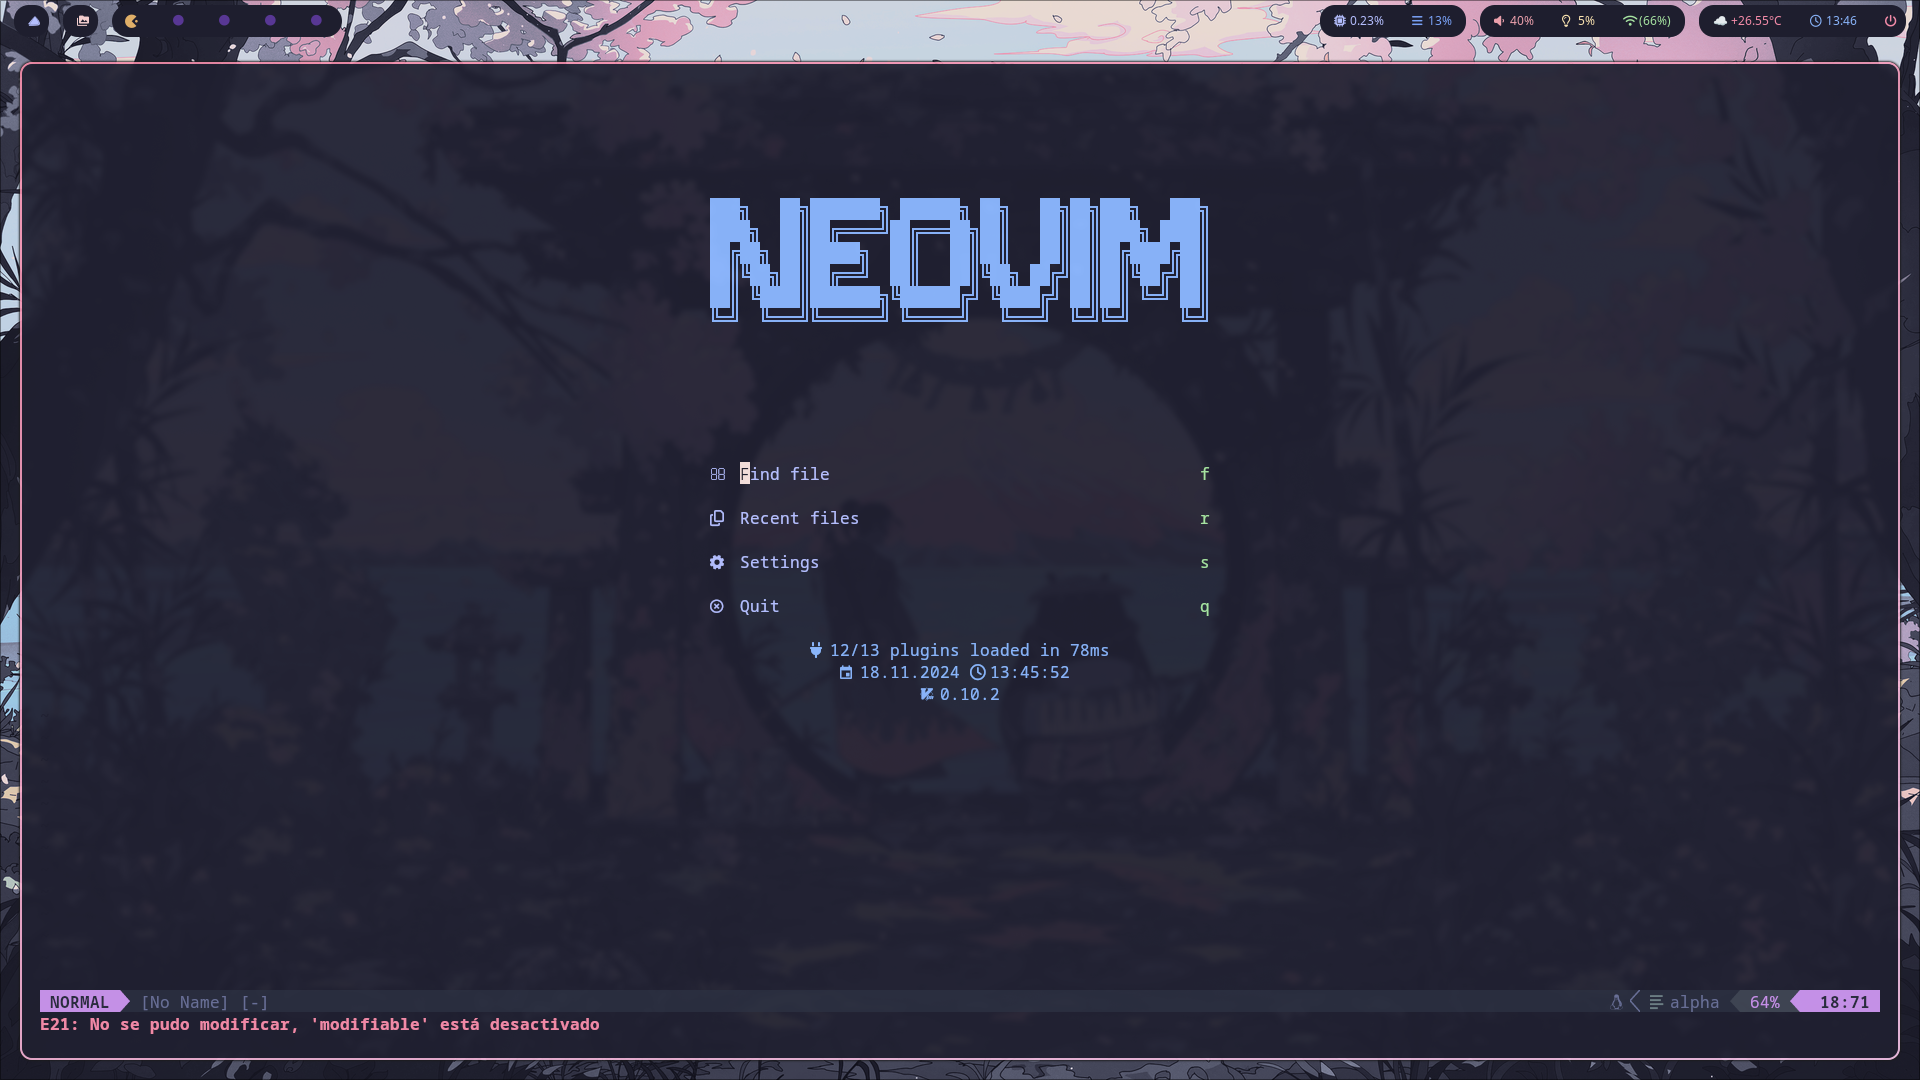 0.23% 13% 40% 5% (66%) +26.55°C 13:46
NEOVIM
Find file f
Recent files r
Settings s
Quit q
12/13 plugins loaded in 78ms
18.11.2024 13:45:52
0.10.2
NORMAL [No Name] [-] alpha 64% 18:71
E21: No se pudo modificar, 'modifiable' está desactivado